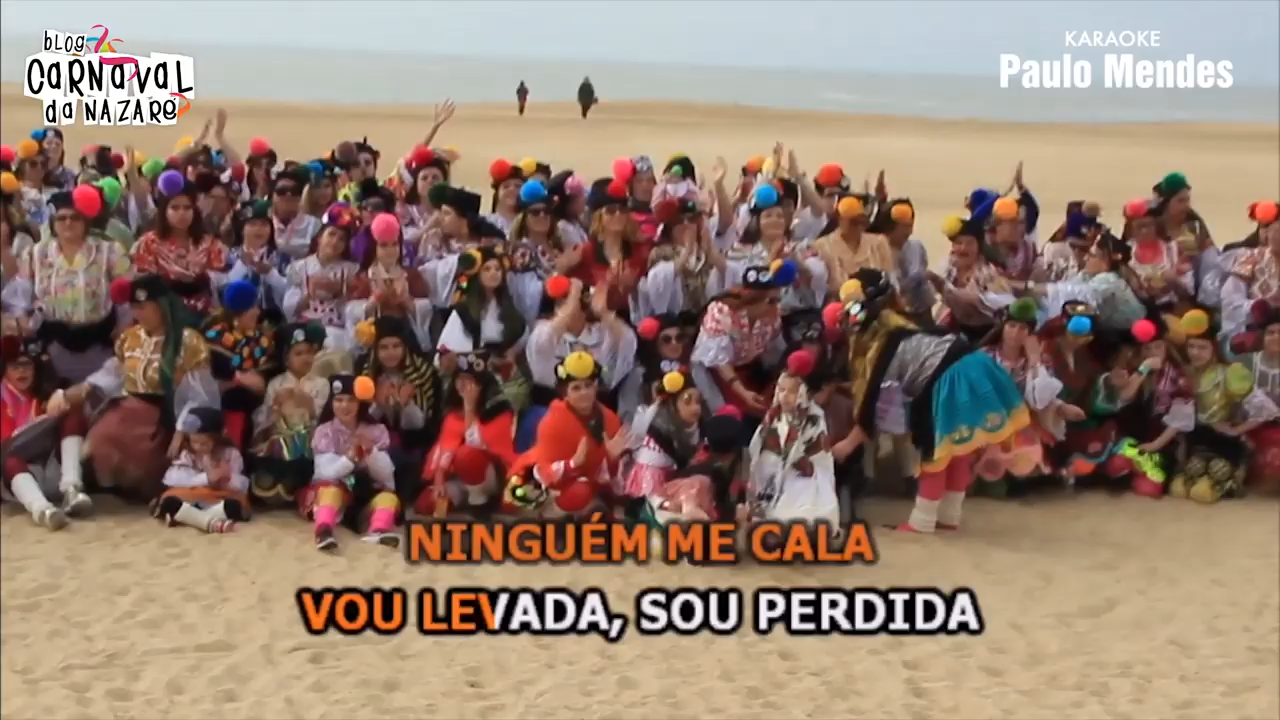 BLOG
CARNAVAL
da NAZARÉ
KARAOKE
Paulo Mendes
NINGUÉM ME CALA
VOU LEVADA, SOU PERDIDA